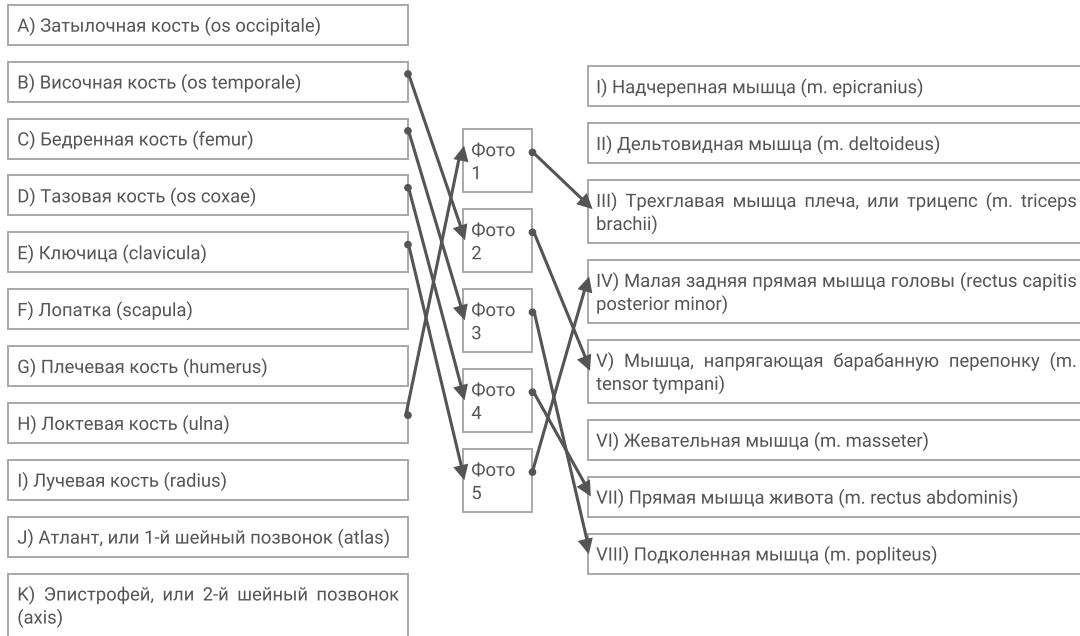 A) Затылочная кость (os occipitale)
B) Височная кость (os temporale)
C) Бедренная кость (femur)
D) Тазовая кость (os coxae)
E) Ключица (clavicula)
F) Лопатка (scapula)
G) Плечевая кость (humerus)
H) Локтевая кость (ulna)
I) Лучевая кость (radius)
J) Атлант, или 1-й шейный позвонок (atlas)
K) Эпистрофей, или 2-й шейный позвонок
(axis)
Фото
1
Фото
2
Фото
3
Фото
4
Фото
5
I) Надчерепная мышца (m. epicranius)
II) Дельтовидная мышца (m. deltoideus)
III) Трехглавая мышца плеча, или трицепс (m. triceps
brachii)
IV) Малая задняя прямая мышца головы (rectus capitis
posterior minor)
V) Мышца, напрягающая барабанную перепонку (m.
tensor tympani)
VI) Жевательная мышца (m. masseter)
VII) Прямая мышца живота (m. rectus abdominis)
VIII) Подколенная мышца (m. popliteus)